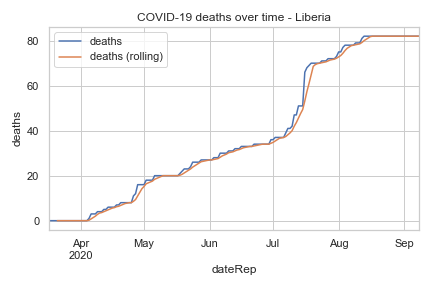 COVID-19 deaths over time - Liberia
deaths
deaths (rolling)
80
60
40
20
0
deaths
Apr
2020
May
Jun
Jul
Aug
Sep
dateRep